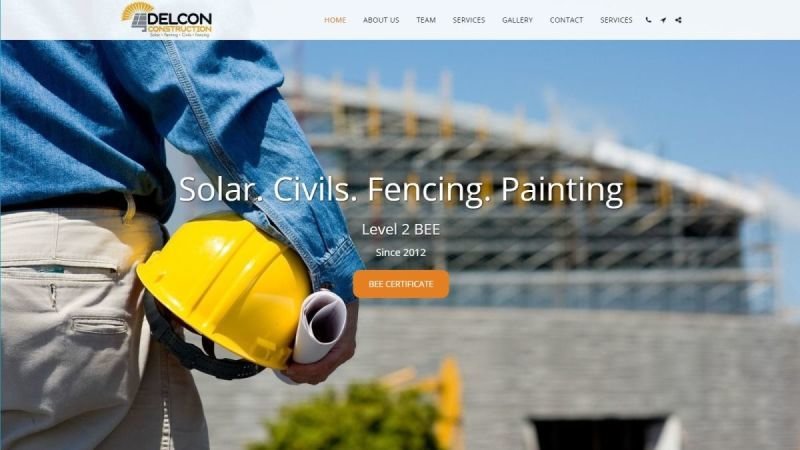 DELCON
CONSTRUCTION
Solar • Painting • Civils • Fencing
HOME ABOUT US TEAM SERVICES GALLERY CONTACT SERVICES
Solar. Civils. Fencing. Painting
Level 2 BEE
Since 2012
BEE CERTIFICATE